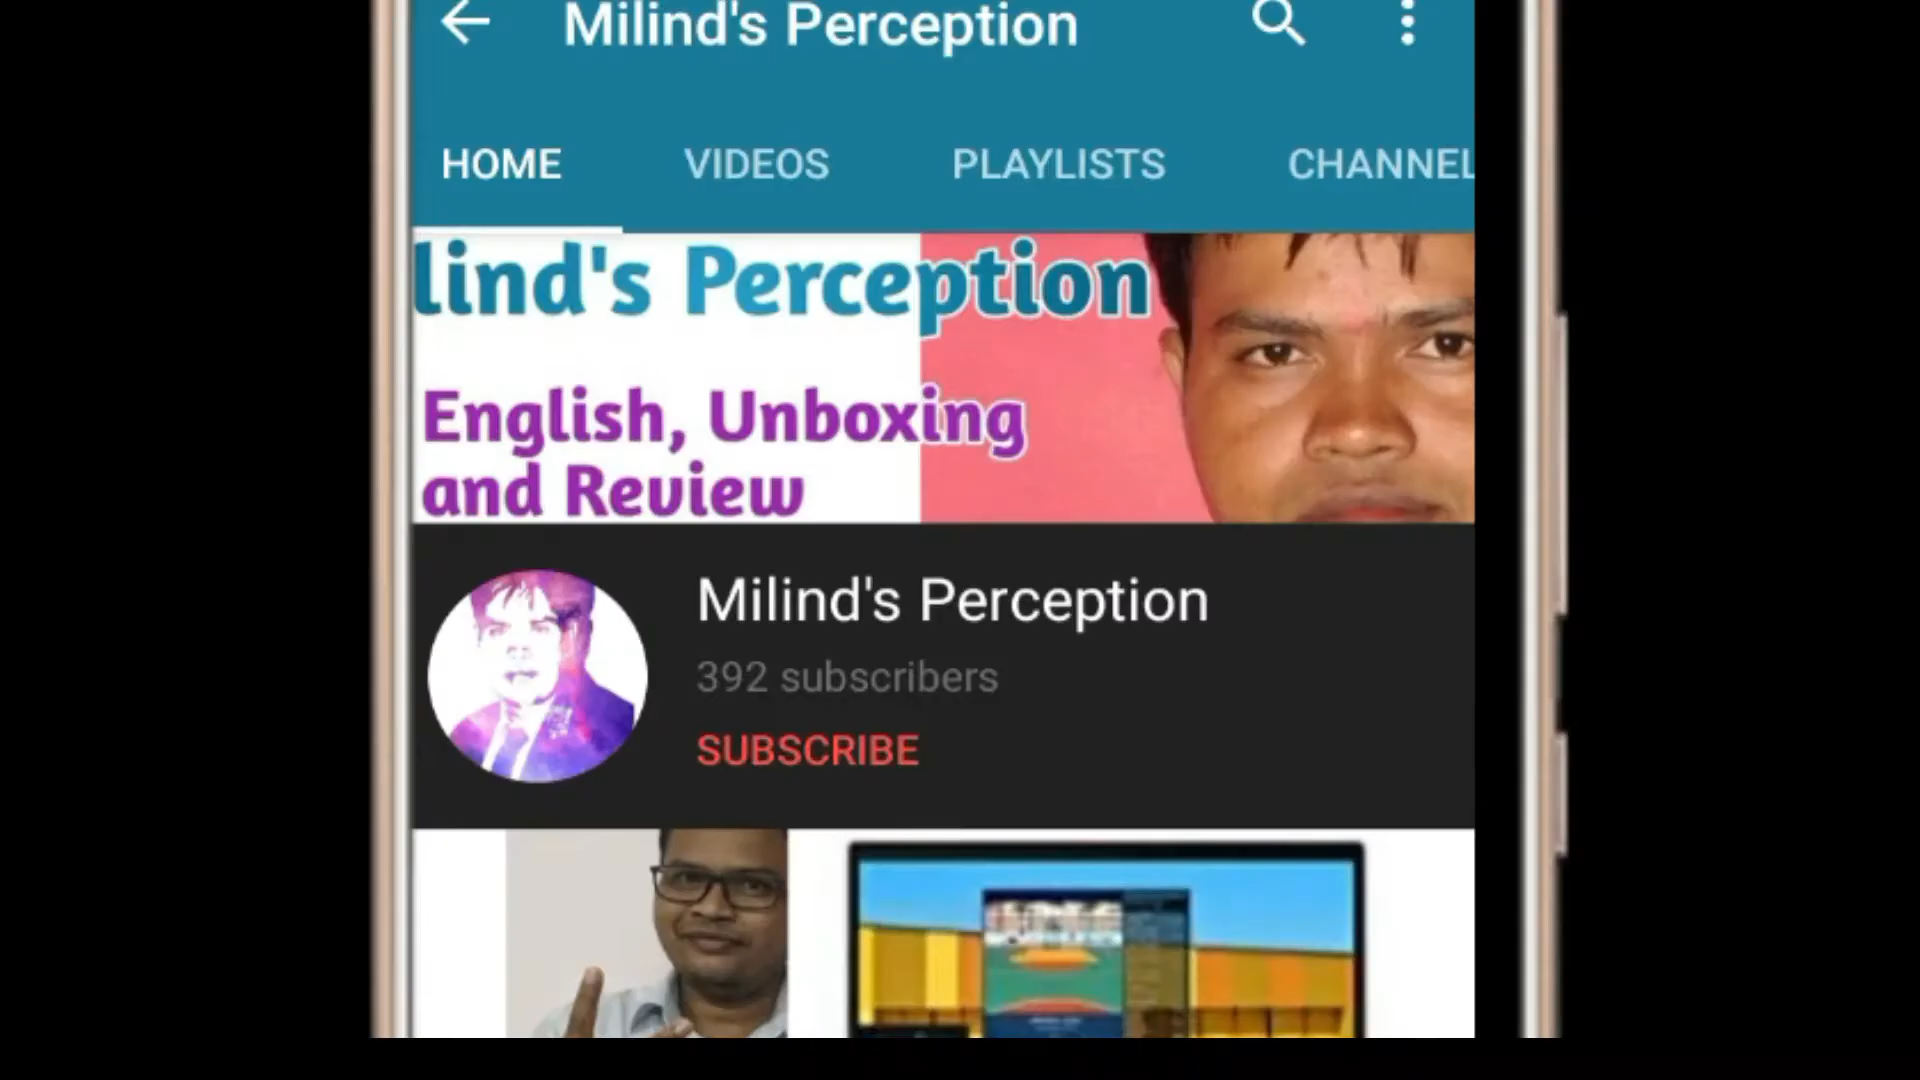 Milind's Perception
HOME VIDEOS PLAYLISTS CHANNEL
lind's Perception
English, Unboxing
and Review
Milind's Perception
392 subscribers
SUBSCRIBE